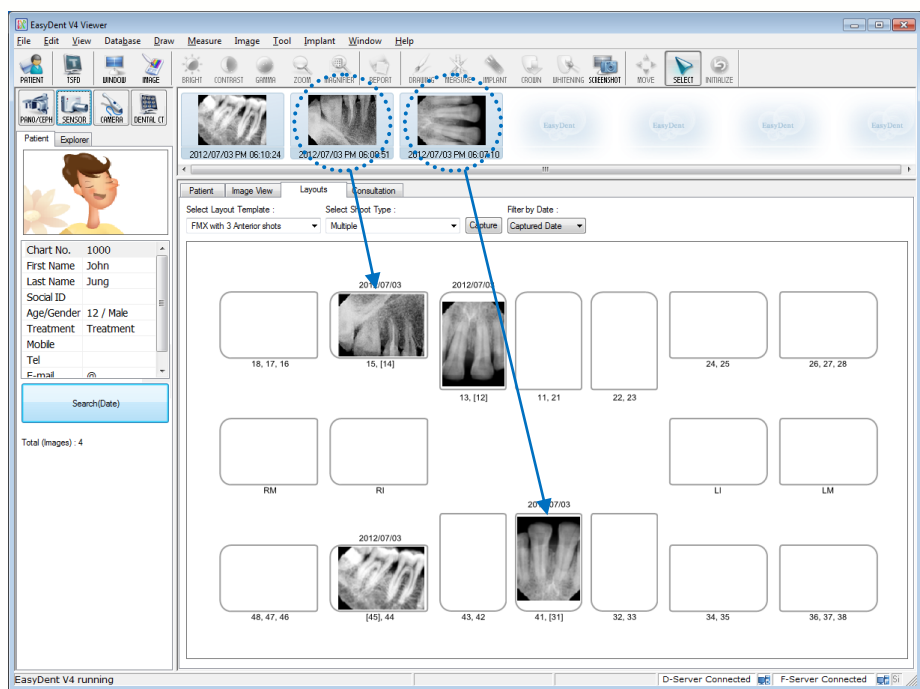 EasyDent V4 Viewer
File Edit View Database Draw Measure Image Tool Implant Window Help
PATIENT TSFD WINDOW IMAGE BRIGHT CONTRAST GAMMA ZOOM MAGNIFIER REPORT DRAWING MEASURE IMPLANT CROWN WHITENING SCREENSHOT MOVE SELECT INITIALIZE
PANO/CEPH SENSOR CAMERA DENTAL CT
EasyDent EasyDent EasyDent EasyDent
2012/07/03 PM 06:10:24 2012/07/03 PM 06:09:51 2012/07/03 PM 06:07:10
Patient Explorer
Patient Image View Layouts Consultation
Select Layout Template : Select Shoot Type : Filter by Date :
FMX with 3 Anterior shots Multiple Capture Captured Date
Chart No. 1000
First Name John
Last Name Jung
Social ID
Age/Gender 12 / Male
Treatment Treatment
Mobile
Tel
E-mail @
Search(Date)
Total (Images) : 4
2012/07/03 2012/07/03
18, 17, 16 15, [14] 24, 25 26, 27, 28
13, [12] 11, 21 22, 23
RM RI LI LM
2012/07/03
2012/07/03
48, 47, 46 [45], 44 43, 42 41, [31] 32, 33 34, 35 36, 37, 38
EasyDent V4 running D-Server Connected F-Server Connected Si